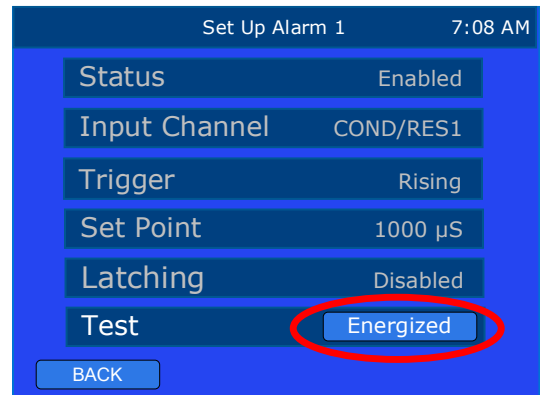 Set Up Alarm 1 7:08 AM
Status Enabled
Input Channel COND/RES1
Trigger Rising
Set Point 1000 µS
Latching Disabled
Test Energized
BACK